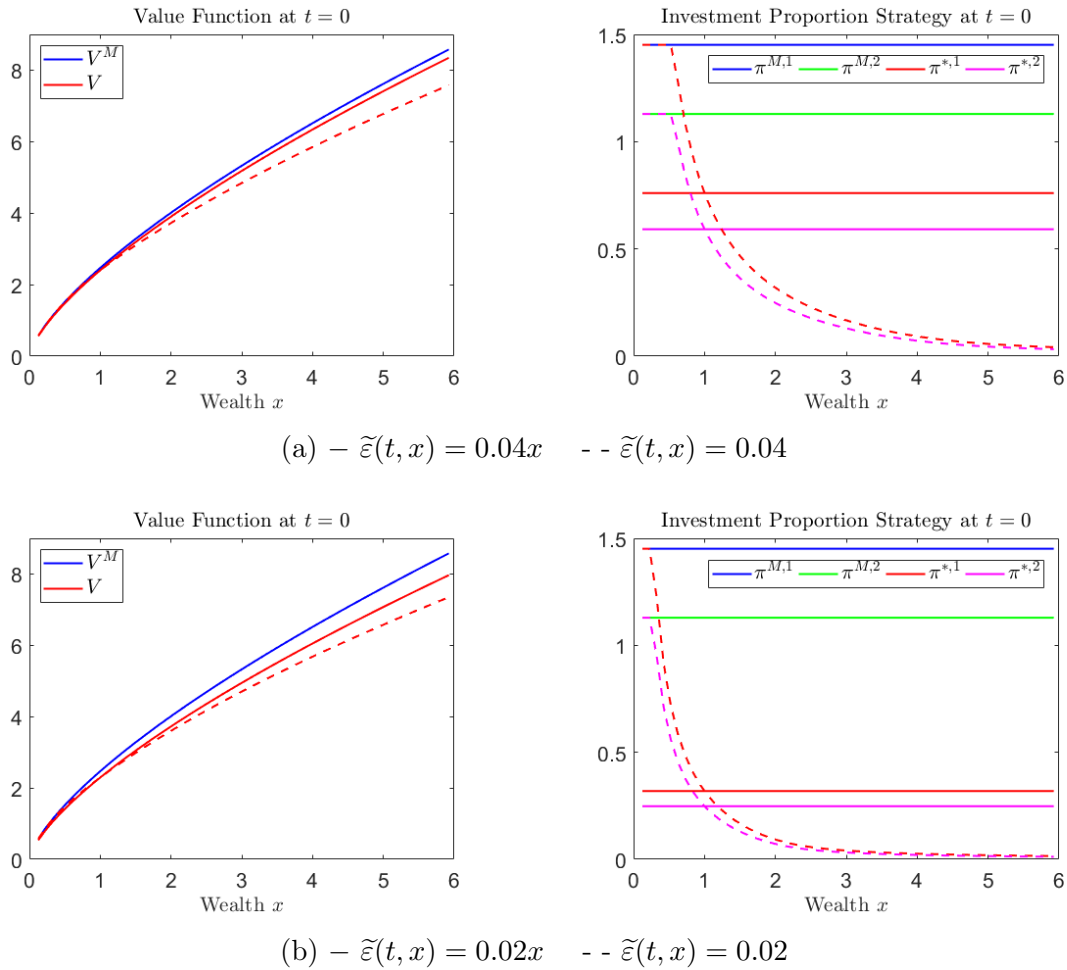 Value Function at t = 0
V^M
V
8
6
4
2
0
0 1 2 3 4 5 6
Wealth x
Investment Proportion Strategy at t = 0
π^{M,1} π^{M,2} π^{*,1} π^{*,2}
1.5
1
0.5
0
0 1 2 3 4 5 6
Wealth x
(a) − ε̃(t, x) = 0.04x - - ε̃(t, x) = 0.04
Value Function at t = 0
V^M
V
8
6
4
2
0
0 1 2 3 4 5 6
Wealth x
Investment Proportion Strategy at t = 0
π^{M,1} π^{M,2} π^{*,1} π^{*,2}
1.5
1
0.5
0
0 1 2 3 4 5 6
Wealth x
(b) − ε̃(t, x) = 0.02x - - ε̃(t, x) = 0.02